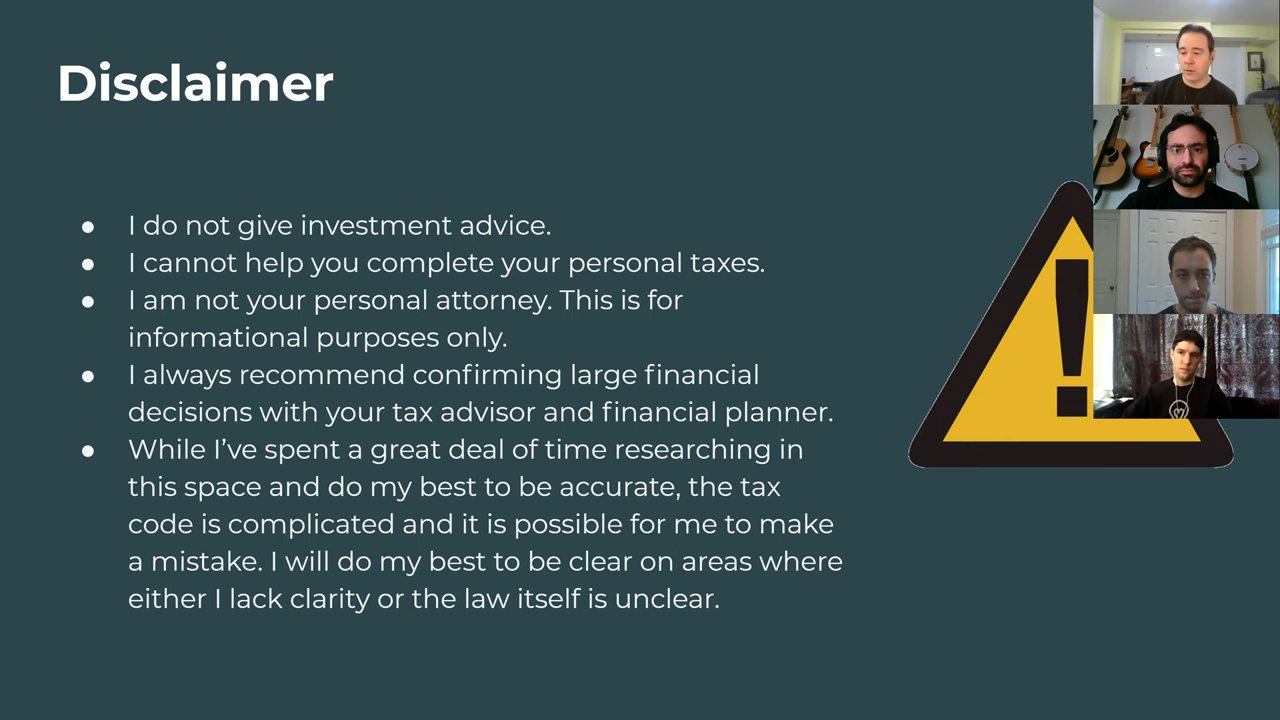 Disclaimer
● I do not give investment advice.
● I cannot help you complete your personal taxes.
● I am not your personal attorney. This is for
informational purposes only.
● I always recommend confirming large financial
decisions with your tax advisor and financial planner.
● While I’ve spent a great deal of time researching in
this space and do my best to be accurate, the tax
code is complicated and it is possible for me to make
a mistake. I will do my best to be clear on areas where
either I lack clarity or the law itself is unclear.
!